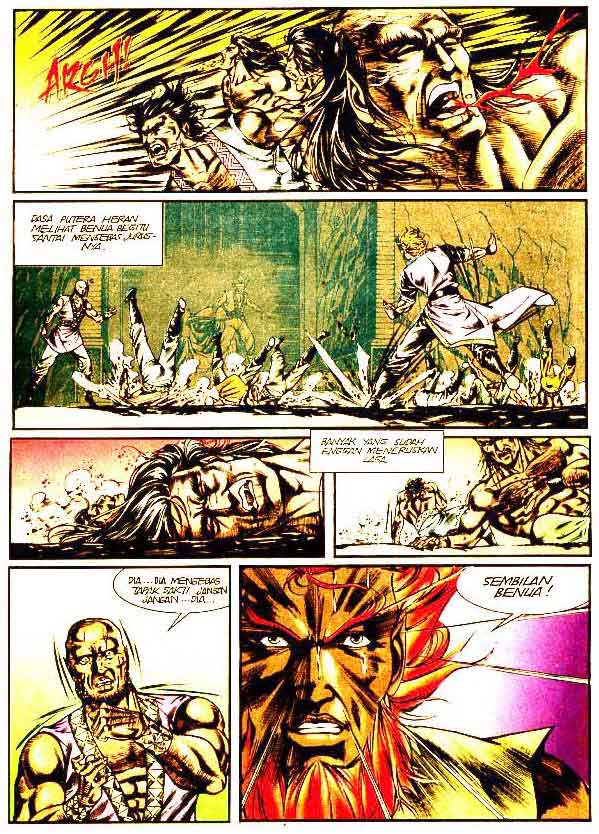 ARGH!
DASA PUTERA HERAN
MELIHAT BENUA BEGITU
SANTAI MENGEBAS JURUS-
NYA.
BANYAK YANG SUDAH
ENGGAN MENERUSKAN
LAGA.
DIA...DIA MENGEBAS
TAPAK SAKTI! JANGAN
JANGAN...DIA...
SEMBILAN
BENUA!